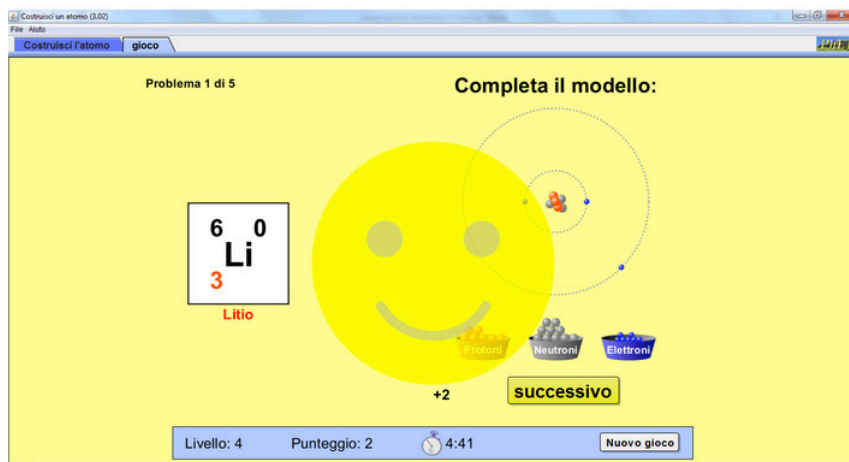 Costruisci un atomo (3.02)
File Aiuto
Costruisci l'atomo gioco
PhET
Problema 1 di 5
Completa il modello:
6 0
Li
3
Litio
Protoni Neutroni Elettroni
+2
successivo
Livello: 4 Punteggio: 2 4:41 Nuovo gioco